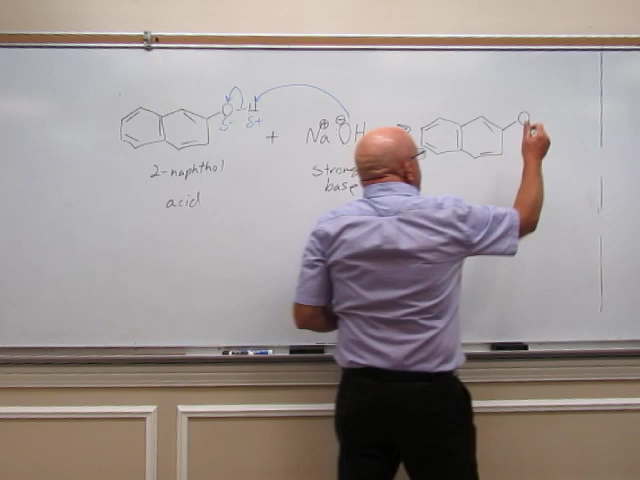 O-H
δ- δ+
+ Na⊕ ⊖OH → O
2-naphthol
strong
base
acid